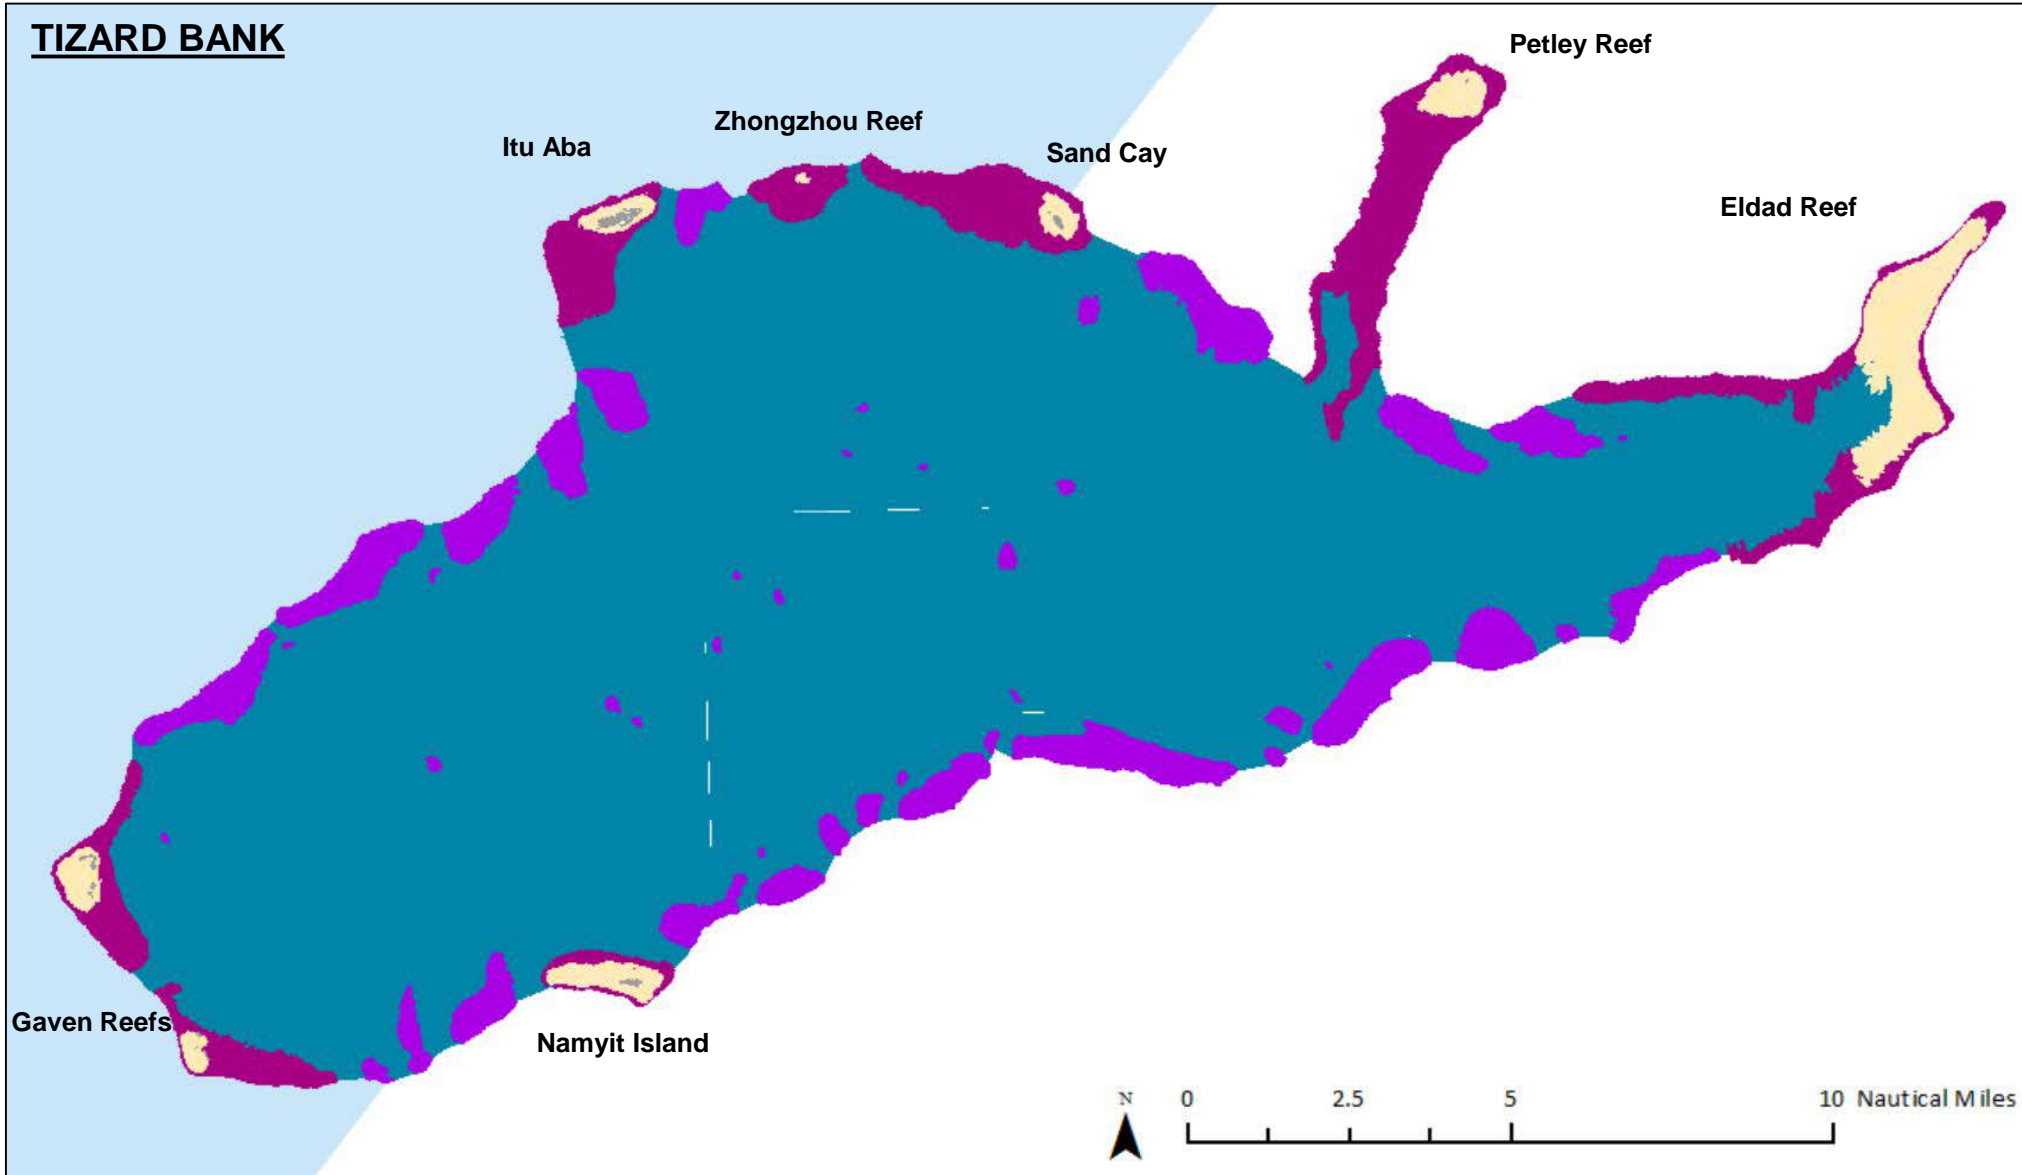 TIZARD BANK
Petley Reef
Zhongzhou Reef
Itu Aba
Sand Cay
Eldad Reef
Gaven Reefs
Namyit Island
N
0 2.5 5 10 Nautical Miles